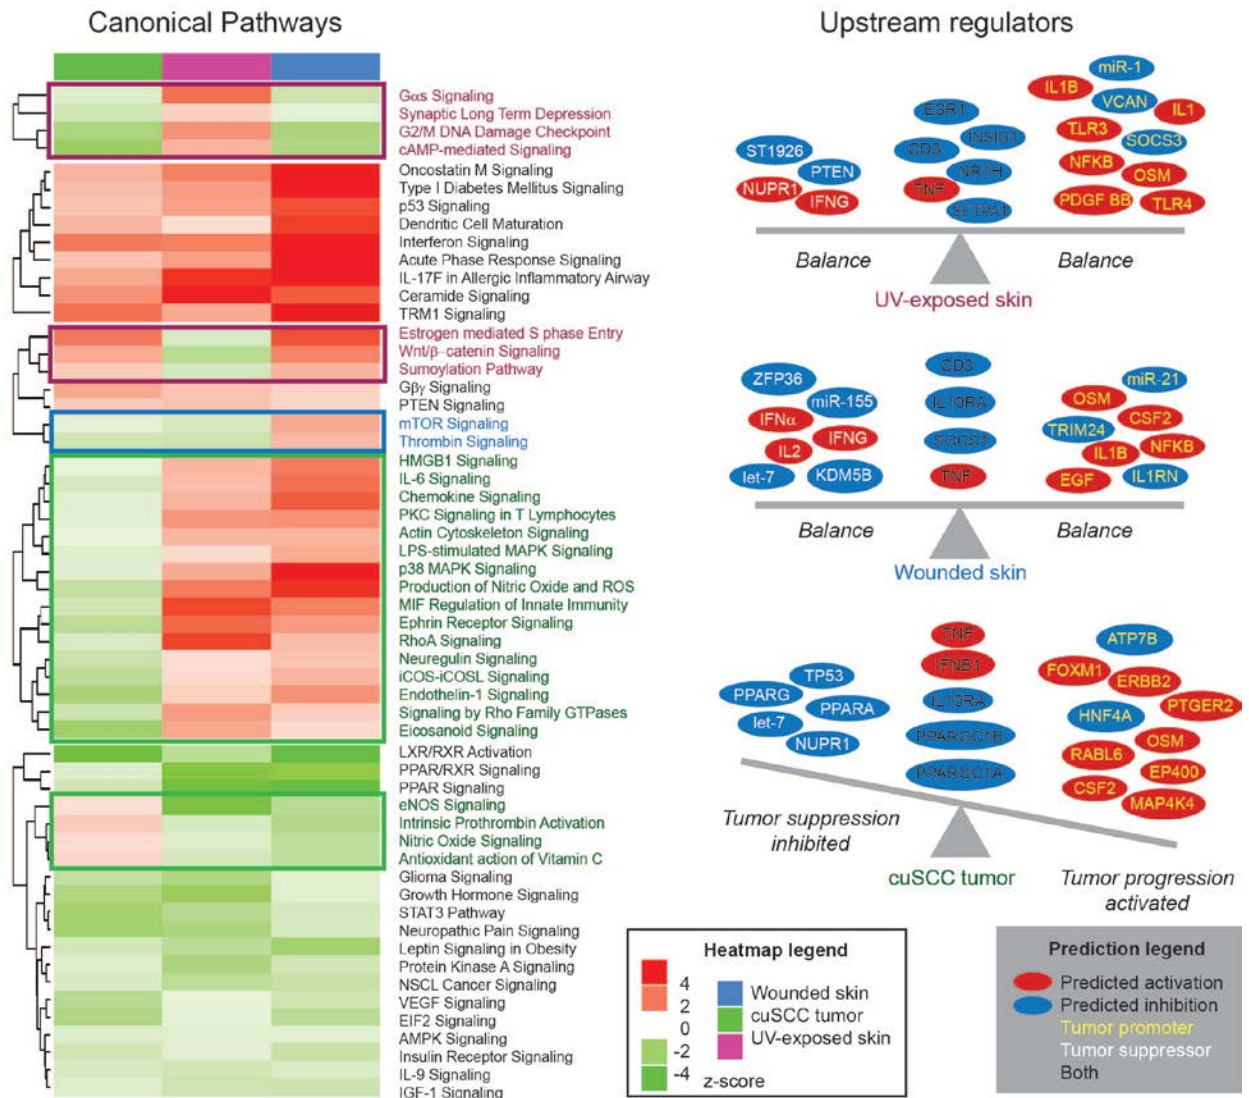 Canonical Pathways
Gαs Signaling
Synaptic Long Term Depression
G2/M DNA Damage Checkpoint
cAMP-mediated Signaling
Oncostatin M Signaling
Type I Diabetes Mellitus Signaling
p53 Signaling
Dendritic Cell Maturation
Interferon Signaling
Acute Phase Response Signaling
IL-17F in Allergic Inflammatory Airway
Ceramide Signaling
TRM1 Signaling
Estrogen mediated S phase Entry
Wnt/β-catenin Signaling
Sumoylation Pathway
Gβγ Signaling
PTEN Signaling
mTOR Signaling
Thrombin Signaling
HMGB1 Signaling
IL-6 Signaling
Chemokine Signaling
PKC Signaling in T Lymphocytes
Actin Cytoskeleton Signaling
LPS-stimulated MAPK Signaling
p38 MAPK Signaling
Production of Nitric Oxide and ROS
MIF Regulation of Innate Immunity
Ephrin Receptor Signaling
RhoA Signaling
Neuregulin Signaling
iCOS-iCOSL Signaling
Endothelin-1 Signaling
Signaling by Rho Family GTPases
Eicosanoid Signaling
LXR/RXR Activation
PPAR/RXR Signaling
PPAR Signaling
eNOS Signaling
Intrinsic Prothrombin Activation
Nitric Oxide Signaling
Antioxidant action of Vitamin C
Glioma Signaling
Growth Hormone Signaling
STAT3 Pathway
Neuropathic Pain Signaling
Leptin Signaling in Obesity
Protein Kinase A Signaling
NSCL Cancer Signaling
VEGF Signaling
EIF2 Signaling
AMPK Signaling
Insulin Receptor Signaling
IL-9 Signaling
IGF-1 Signaling
Heatmap legend
4
2
0
-2
-4
Wounded skin
cuSCC tumor
UV-exposed skin
z-score
Upstream regulators
ST1926
PTEN
NUPR1
IFNG
ESR1
INSIG1
CD3
NR1H
TNF
SFTPA1
miR-1
IL1B
VCAN
IL1
TLR3
SOCS3
NFKB
OSM
PDGF BB
TLR4
Balance
Balance
UV-exposed skin
ZFP36
miR-155
IFNα
IFNG
IL2
let-7
KDM5B
CD3
IL10RA
SOCS1
TNF
miR-21
OSM
CSF2
TRIM24
NFKB
IL1B
EGF
IL1RN
Balance
Balance
Wounded skin
TP53
PPARG
PPARA
let-7
NUPR1
TNF
IFNB1
IL10RA
PPARGC1B
PPARGC1A
ATP7B
FOXM1
ERBB2
PTGER2
HNF4A
OSM
RABL6
EP400
CSF2
MAP4K4
Tumor suppression
inhibited
cuSCC tumor
Tumor progression
activated
Prediction legend
Predicted activation
Predicted inhibition
Tumor promoter
Tumor suppressor
Both